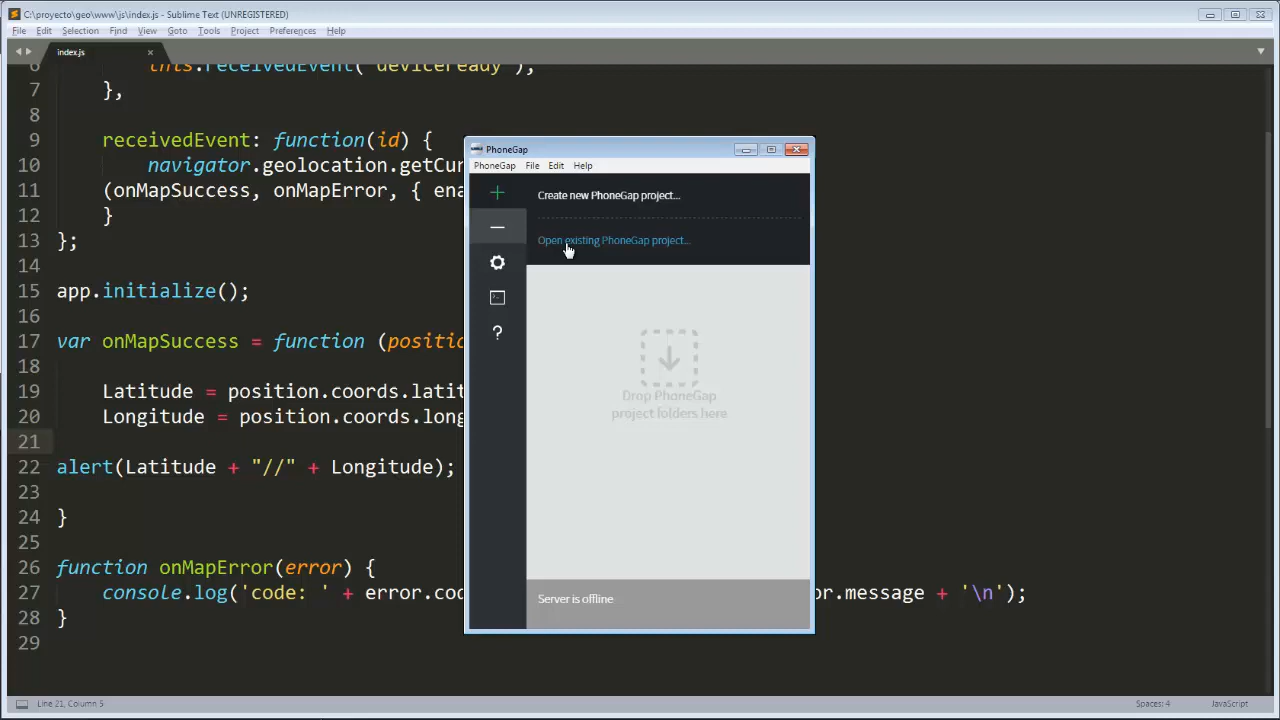 C:\proyecto\geo\www\js\index.js - Sublime Text (UNREGISTERED)
File Edit Selection Find View Goto Tools Project Preferences Help
index.js
6 this.receivedEvent('deviceready');
7 },
8
9 receivedEvent: function(id) {
10 navigator.geolocation.getCu
11 (onMapSuccess, onMapError, { ena
12 }
13 };
14
15 app.initialize();
16
17 var onMapSuccess = function (positio
18
19 Latitude = position.coords.latit
20 Longitude = position.coords.long
21
22 alert(Latitude + "//" + Longitude);
23
24 }
25
26 function onMapError(error) {
27 console.log('code: ' + error.cod or.message + '\n');
28 }
29
PhoneGap
PhoneGap File Edit Help
Create new PhoneGap project...
Open existing PhoneGap project...
?
Drop PhoneGap
project folders here
Server is offline
Line 21, Column 5 Spaces: 4 JavaScript